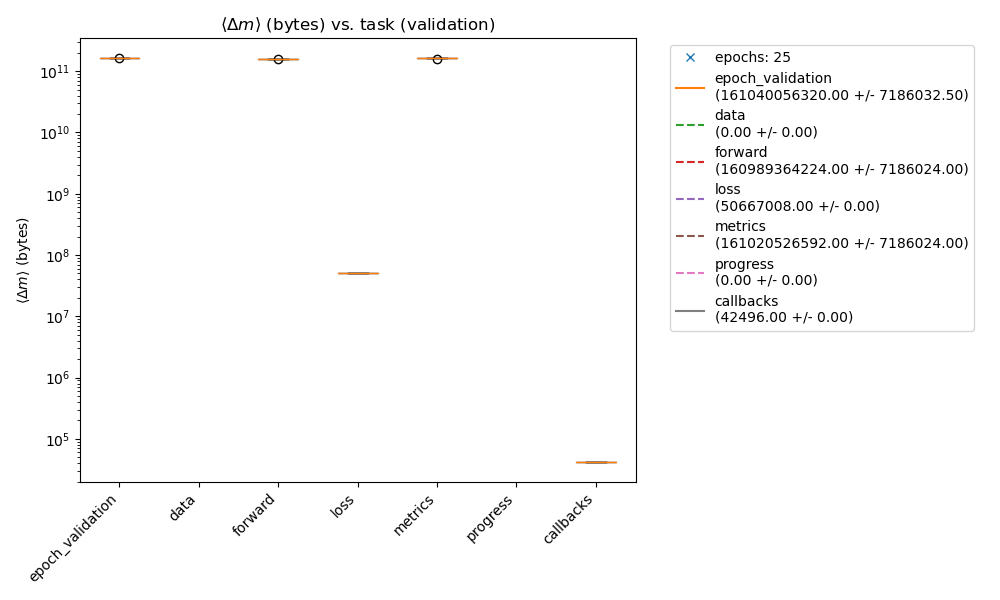 ⟨Δm⟩ (bytes) vs. task (validation)
⟨Δm⟩ (bytes)
10¹¹
10¹⁰
10⁹
10⁸
10⁷
10⁶
10⁵
epoch_validation
data
forward
loss
metrics
progress
callbacks
epochs: 25
epoch_validation
(161040056320.00 +/- 7186032.50)
data
(0.00 +/- 0.00)
forward
(160989364224.00 +/- 7186024.00)
loss
(50667008.00 +/- 0.00)
metrics
(161020526592.00 +/- 7186024.00)
progress
(0.00 +/- 0.00)
callbacks
(42496.00 +/- 0.00)